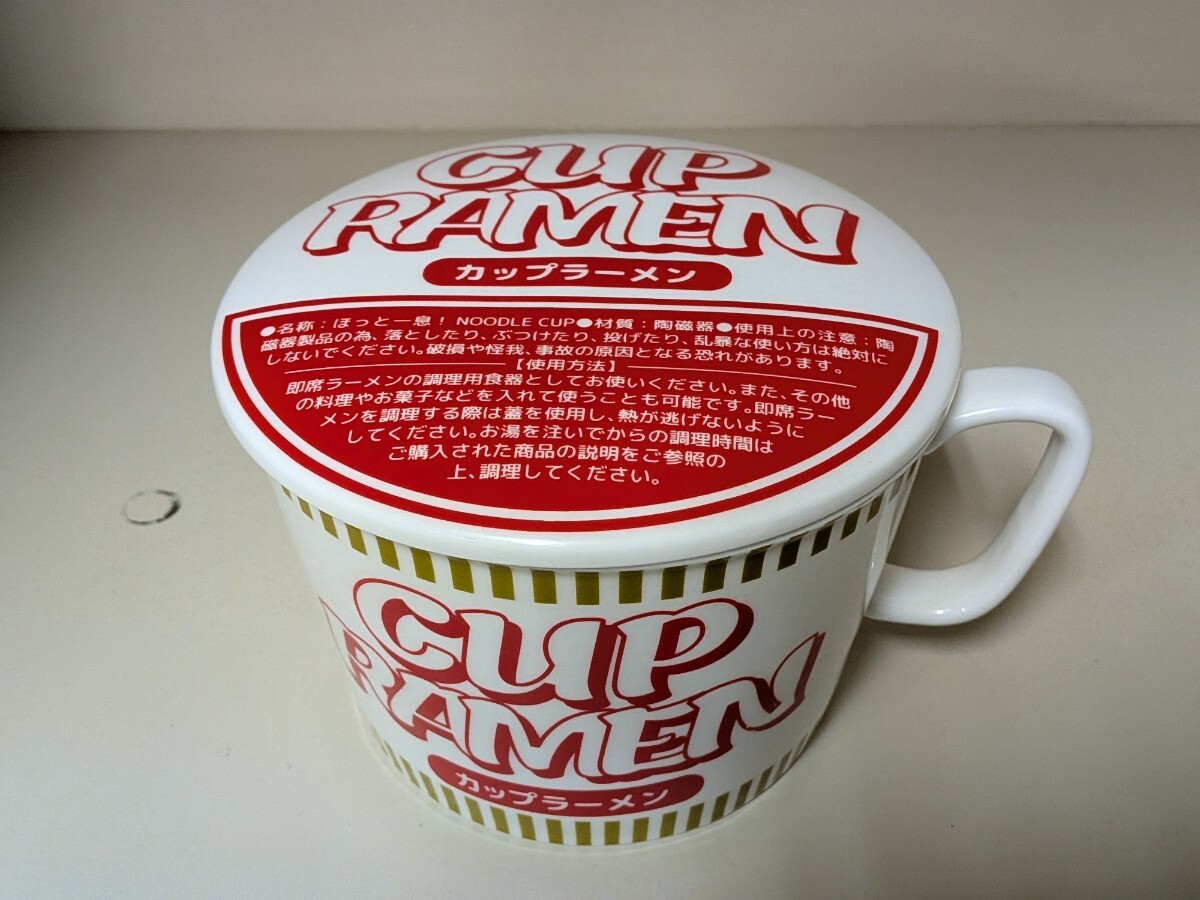 CUP
RAMEN
カップラーメン
●名称：ほっと一息！ NOODLE CUP●材質：陶磁器●使用上の注意：陶
磁器製品の為、落としたり、ぶつけたり、投げたり、乱暴な使い方は絶対に
しないでください。破損や怪我、事故の原因となる恐れがあります。
【使用方法】
即席ラーメンの調理用食器としてお使いください。また、その他
の料理やお菓子などを入れて使うことも可能です。即席ラー
メンを調理する際は蓋を使用し、熱が逃げないように
してください。お湯を注いでからの調理時間は
ご購入された商品の説明をご参照の
上、調理してください。
CUP
RAMEN
カップラーメン